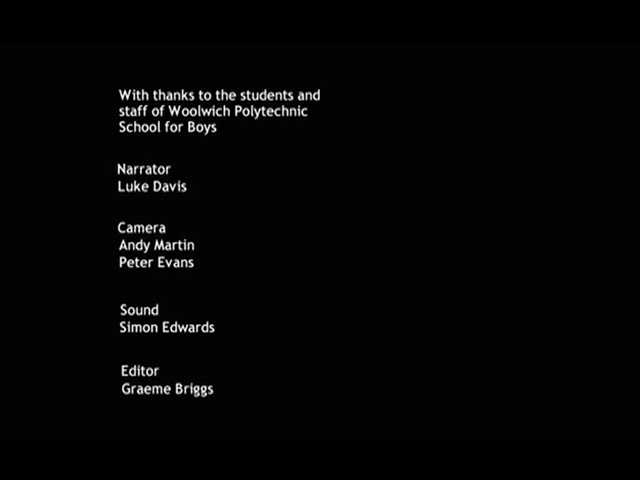 With thanks to the students and
staff of Woolwich Polytechnic
School for Boys
Narrator
Luke Davis
Camera
Andy Martin
Peter Evans
Sound
Simon Edwards
Editor
Graeme Briggs